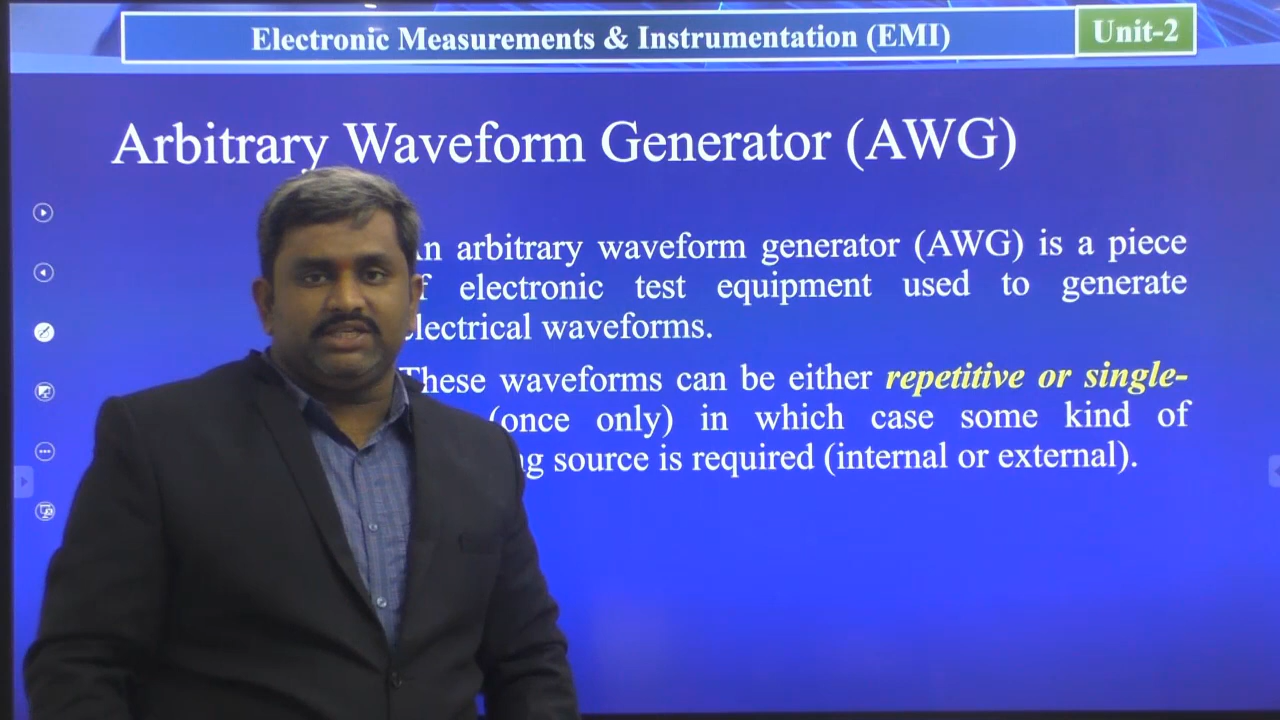 Electronic Measurements & Instrumentation (EMI)
Unit-2
Arbitrary Waveform Generator (AWG)
arbitrary waveform generator (AWG) is a piece
electronic test equipment used to generate
electrical waveforms.
These waveforms can be either repetitive or single-
(once only) in which case some kind of
source is required (internal or external).